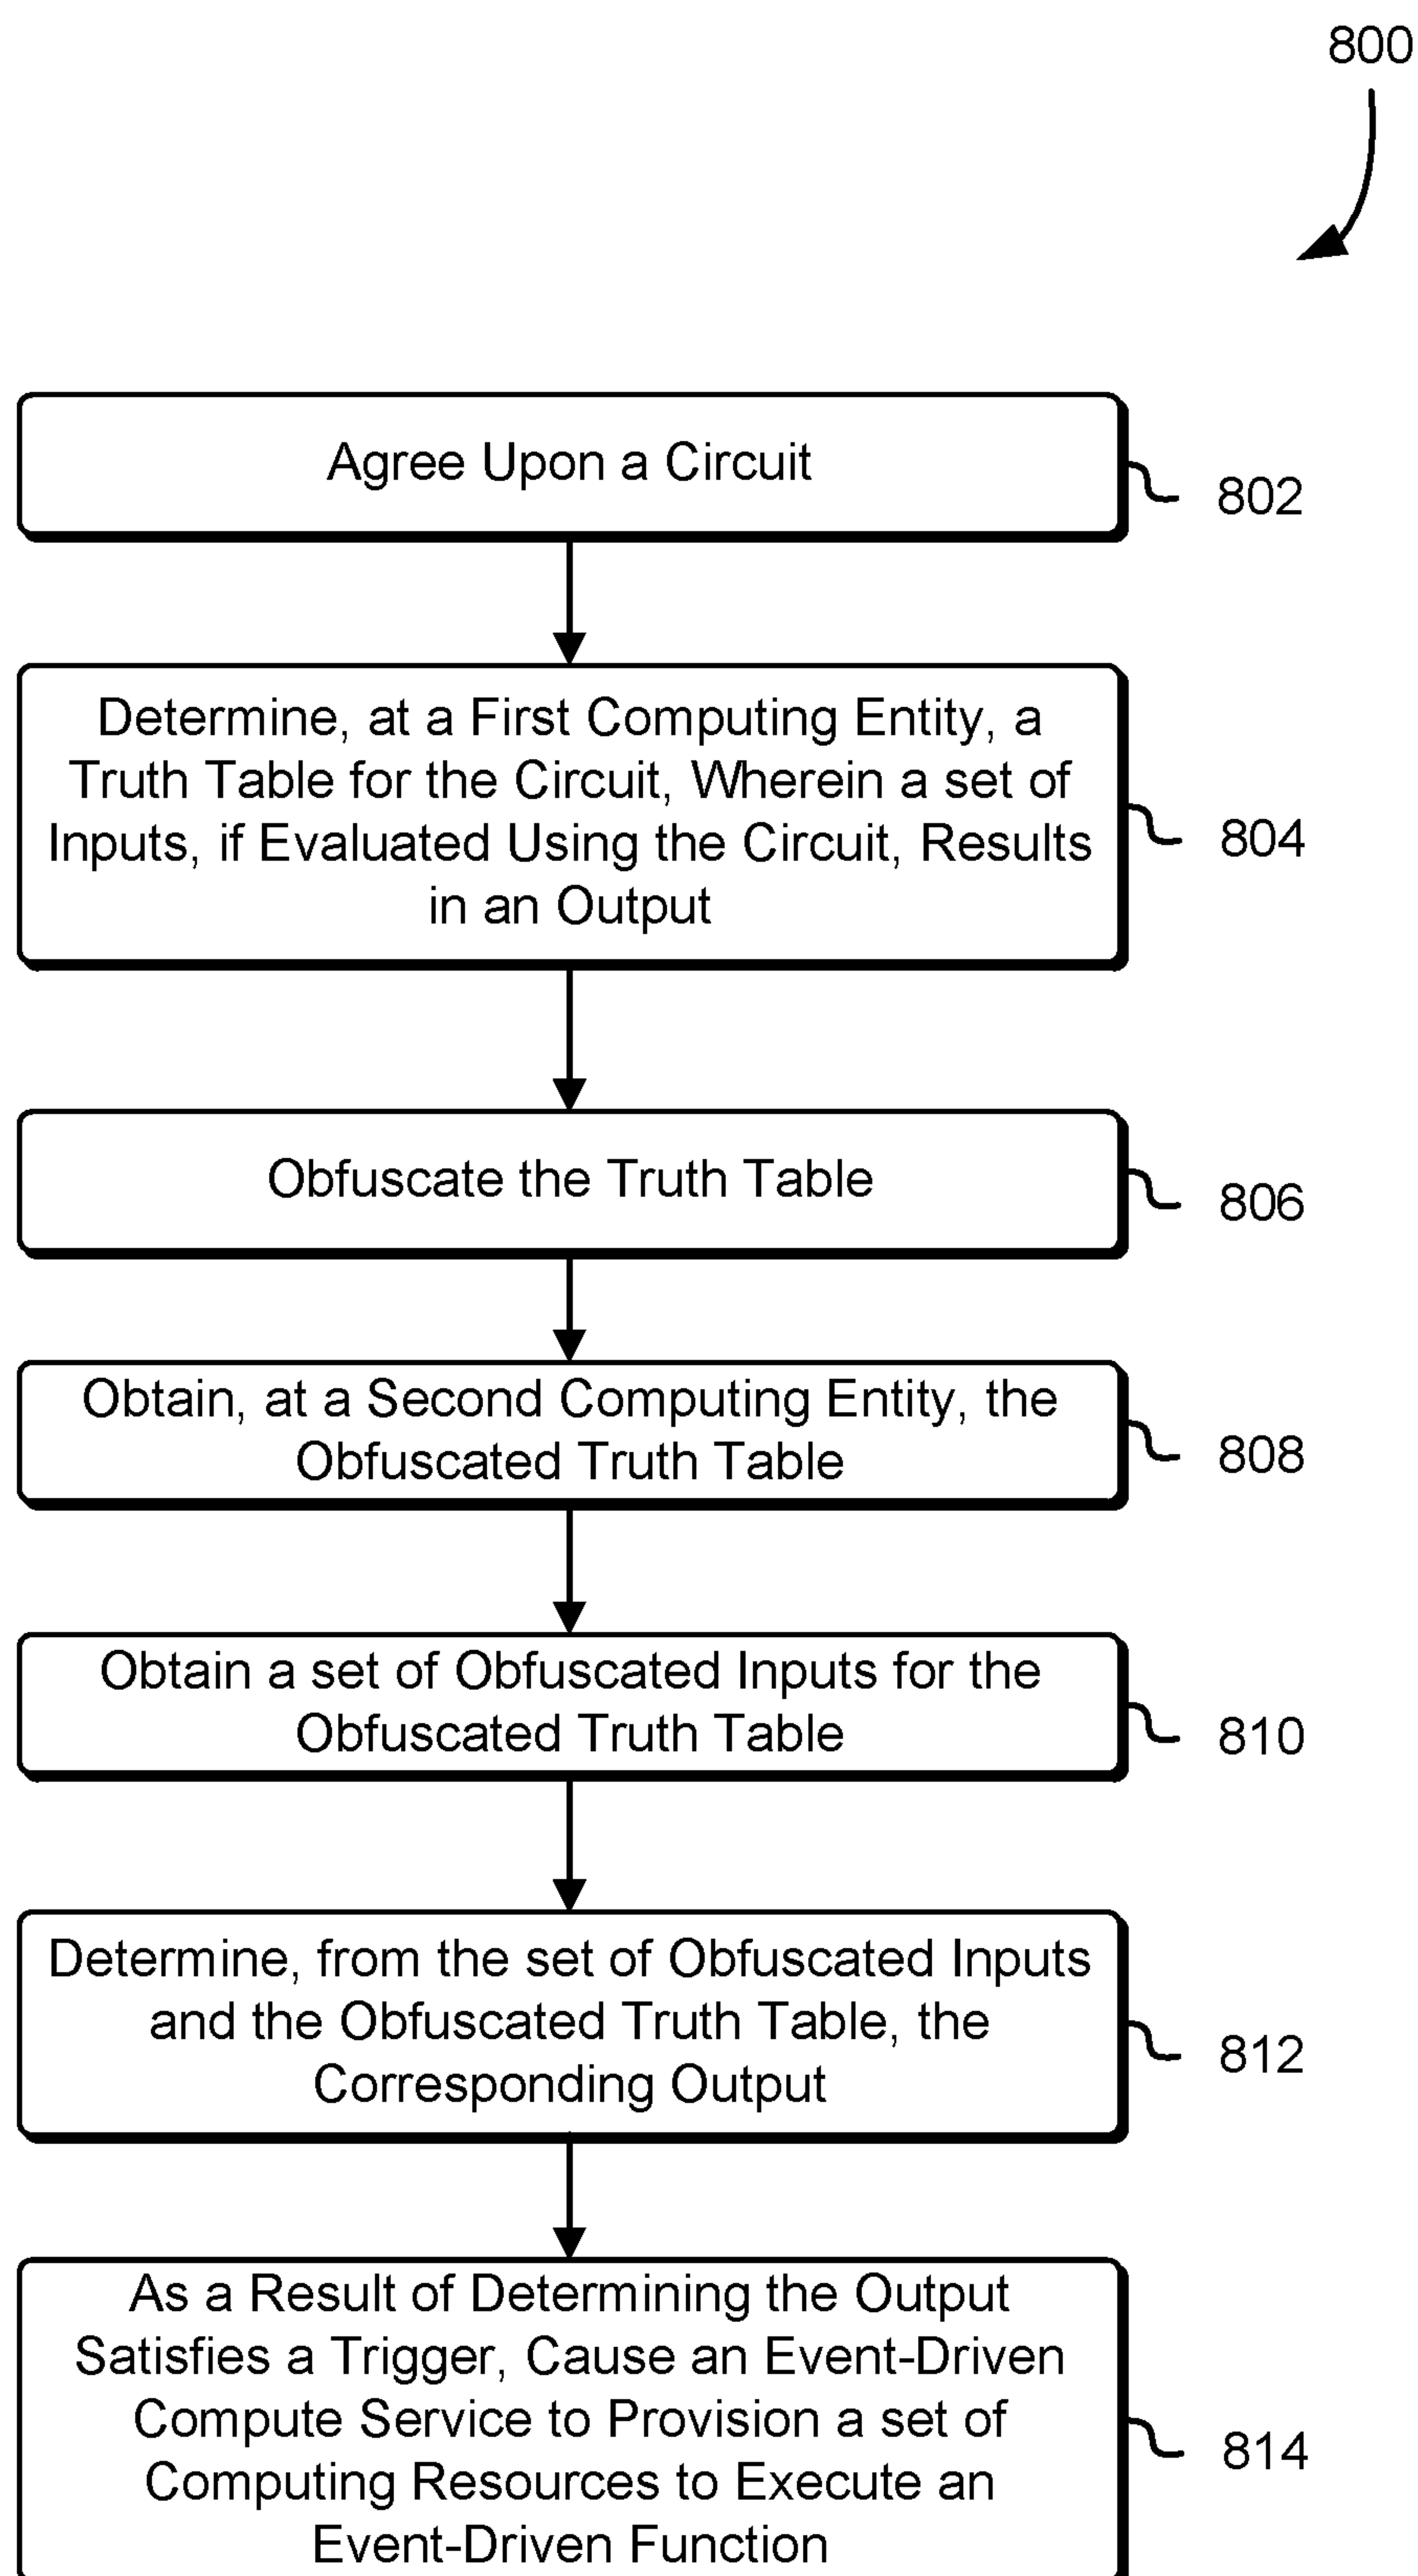 800
Agree Upon a Circuit
802
Determine, at a First Computing Entity, a
Truth Table for the Circuit, Wherein a set of
Inputs, if Evaluated Using the Circuit, Results
in an Output
804
Obfuscate the Truth Table
806
Obtain, at a Second Computing Entity, the
Obfuscated Truth Table
808
Obtain a set of Obfuscated Inputs for the
Obfuscated Truth Table
810
Determine, from the set of Obfuscated Inputs
and the Obfuscated Truth Table, the
Corresponding Output
812
As a Result of Determining the Output
Satisfies a Trigger, Cause an Event-Driven
Compute Service to Provision a set of
Computing Resources to Execute an
Event-Driven Function
814